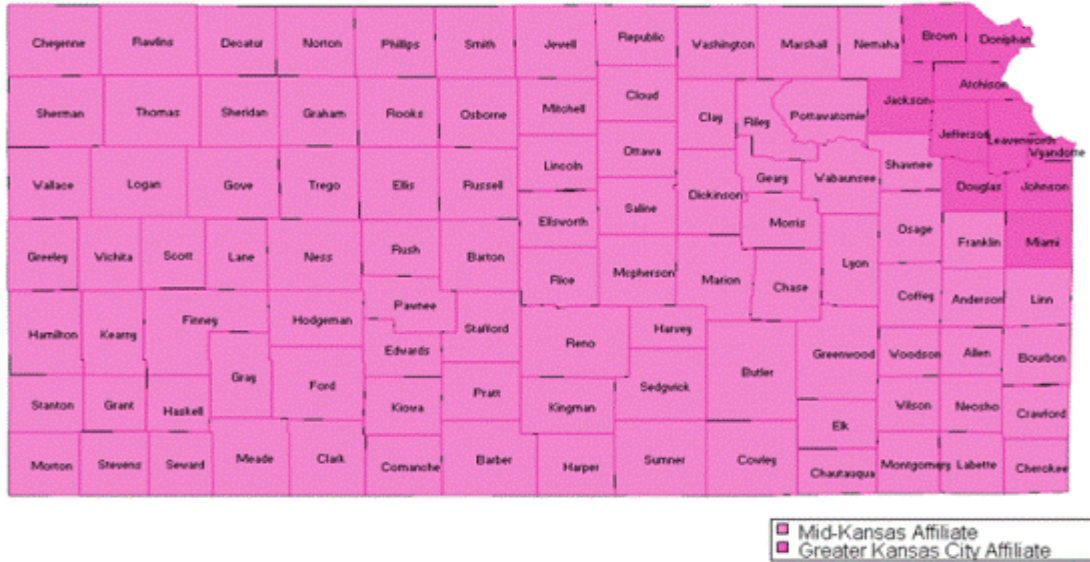 Cheyenne Rawlins Decatur Norton Phillips Smith Jewell Republic Washington Marshall Nemaha Brown Doniphan
Atchison
Sherman Thomas Sheridan Graham Rooks Osborne Mitchell Cloud Clay Riley Pottavatomie Jackson
Jefferson Leavenworth
Wyandotte
Wallace Logan Gove Trego Ellis Russell Lincoln Ottawa Dickinson Geary Wabaunsee Shawnee Douglas Johnson
Ellsworth Saline Morris
Greeley Wichita Scott Lane Ness Rush Barton Rice Mcpherson Marion Chase Lyon Osage Franklin Miami
Hamilton Kearny Finney Hodgeman Pawnee Stafford Reno Harvey Coffey Anderson Linn
Edwards Sedgwick Butler Greenwood Woodson Allen Bourbon
Stanton Grant Haskell Gray Ford Kiowa Pratt Kingman Elk Wilson Neosho Crawford
Morton Stevens Seward Meade Clark Comanche Barber Harper Sumner Cowley Chautauqua Montgomery Labette Cherokee
Mid-Kansas Affiliate
Greater Kansas City Affiliate